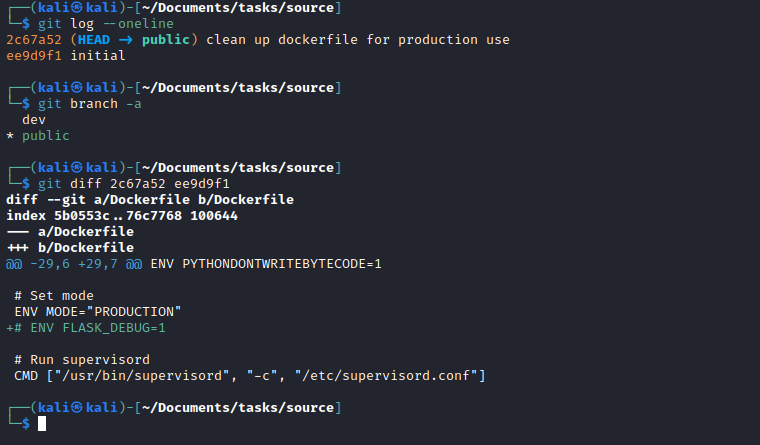 ┌──(kali㉿kali)-[~/Documents/tasks/source]
└─$ git log --oneline
2c67a52 (HEAD -> public) clean up dockerfile for production use
ee9d9f1 initial
┌──(kali㉿kali)-[~/Documents/tasks/source]
└─$ git branch -a
  dev
* public
┌──(kali㉿kali)-[~/Documents/tasks/source]
└─$ git diff 2c67a52 ee9d9f1
diff --git a/Dockerfile b/Dockerfile
index 5b0553c..76c7768 100644
--- a/Dockerfile
+++ b/Dockerfile
@@ -29,6 +29,7 @@ ENV PYTHONDONTWRITEBYTECODE=1
 # Set mode
 ENV MODE="PRODUCTION"
+# ENV FLASK_DEBUG=1
 # Run supervisord
 CMD ["/usr/bin/supervisord", "-c", "/etc/supervisord.conf"]
┌──(kali㉿kali)-[~/Documents/tasks/source]
└─$